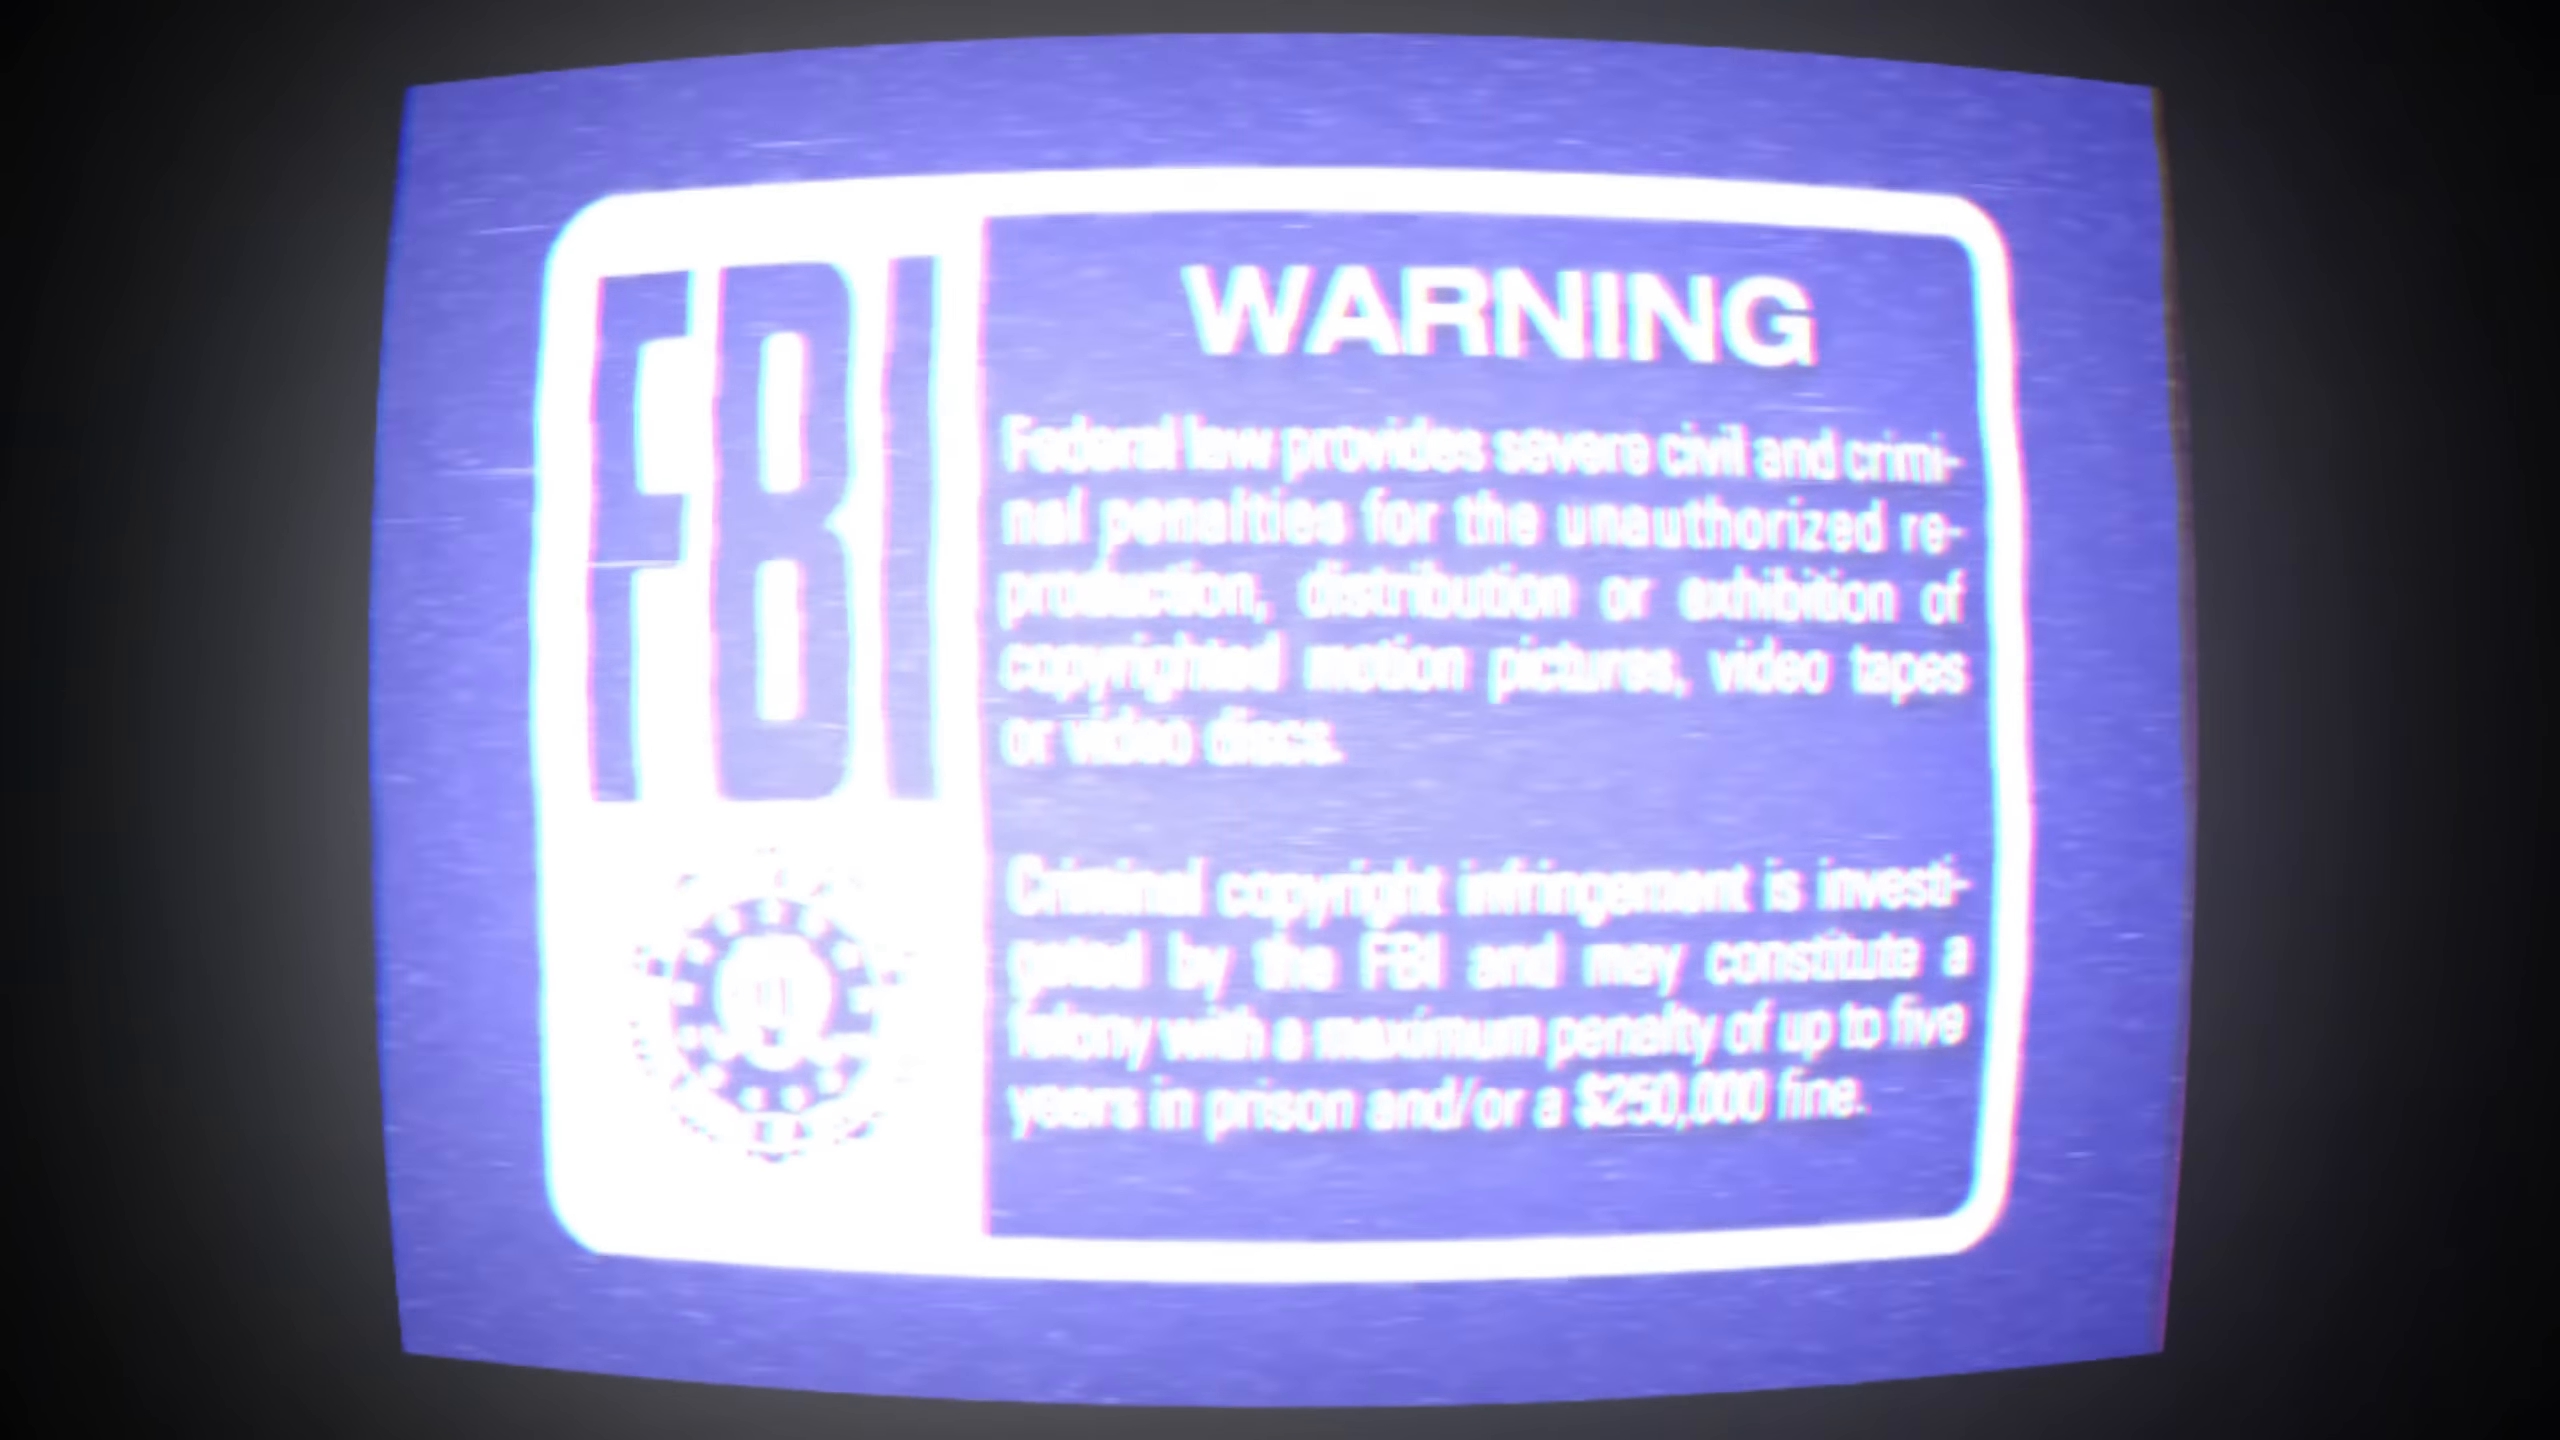 FBI
WARNING
Federal law provides severe civil and crimi-
nal penalties for the unauthorized re-
production, distribution or exhibition of
copyrighted motion pictures, video tapes
or video discs.
Criminal copyright infringement is investi-
gated by the FBI and may constitute a
felony with a maximum penalty of up to five
years in prison and/or a $250,000 fine.